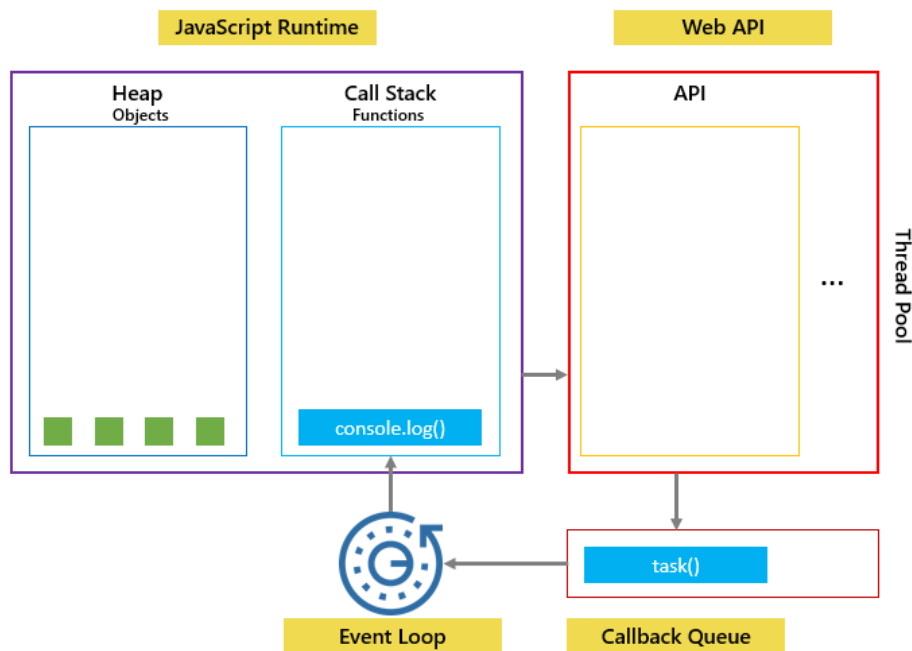 JavaScript Runtime
Web API
Heap
Objects
Call Stack
Functions
API
...
Thread Pool
console.log()
task()
Event Loop
Callback Queue